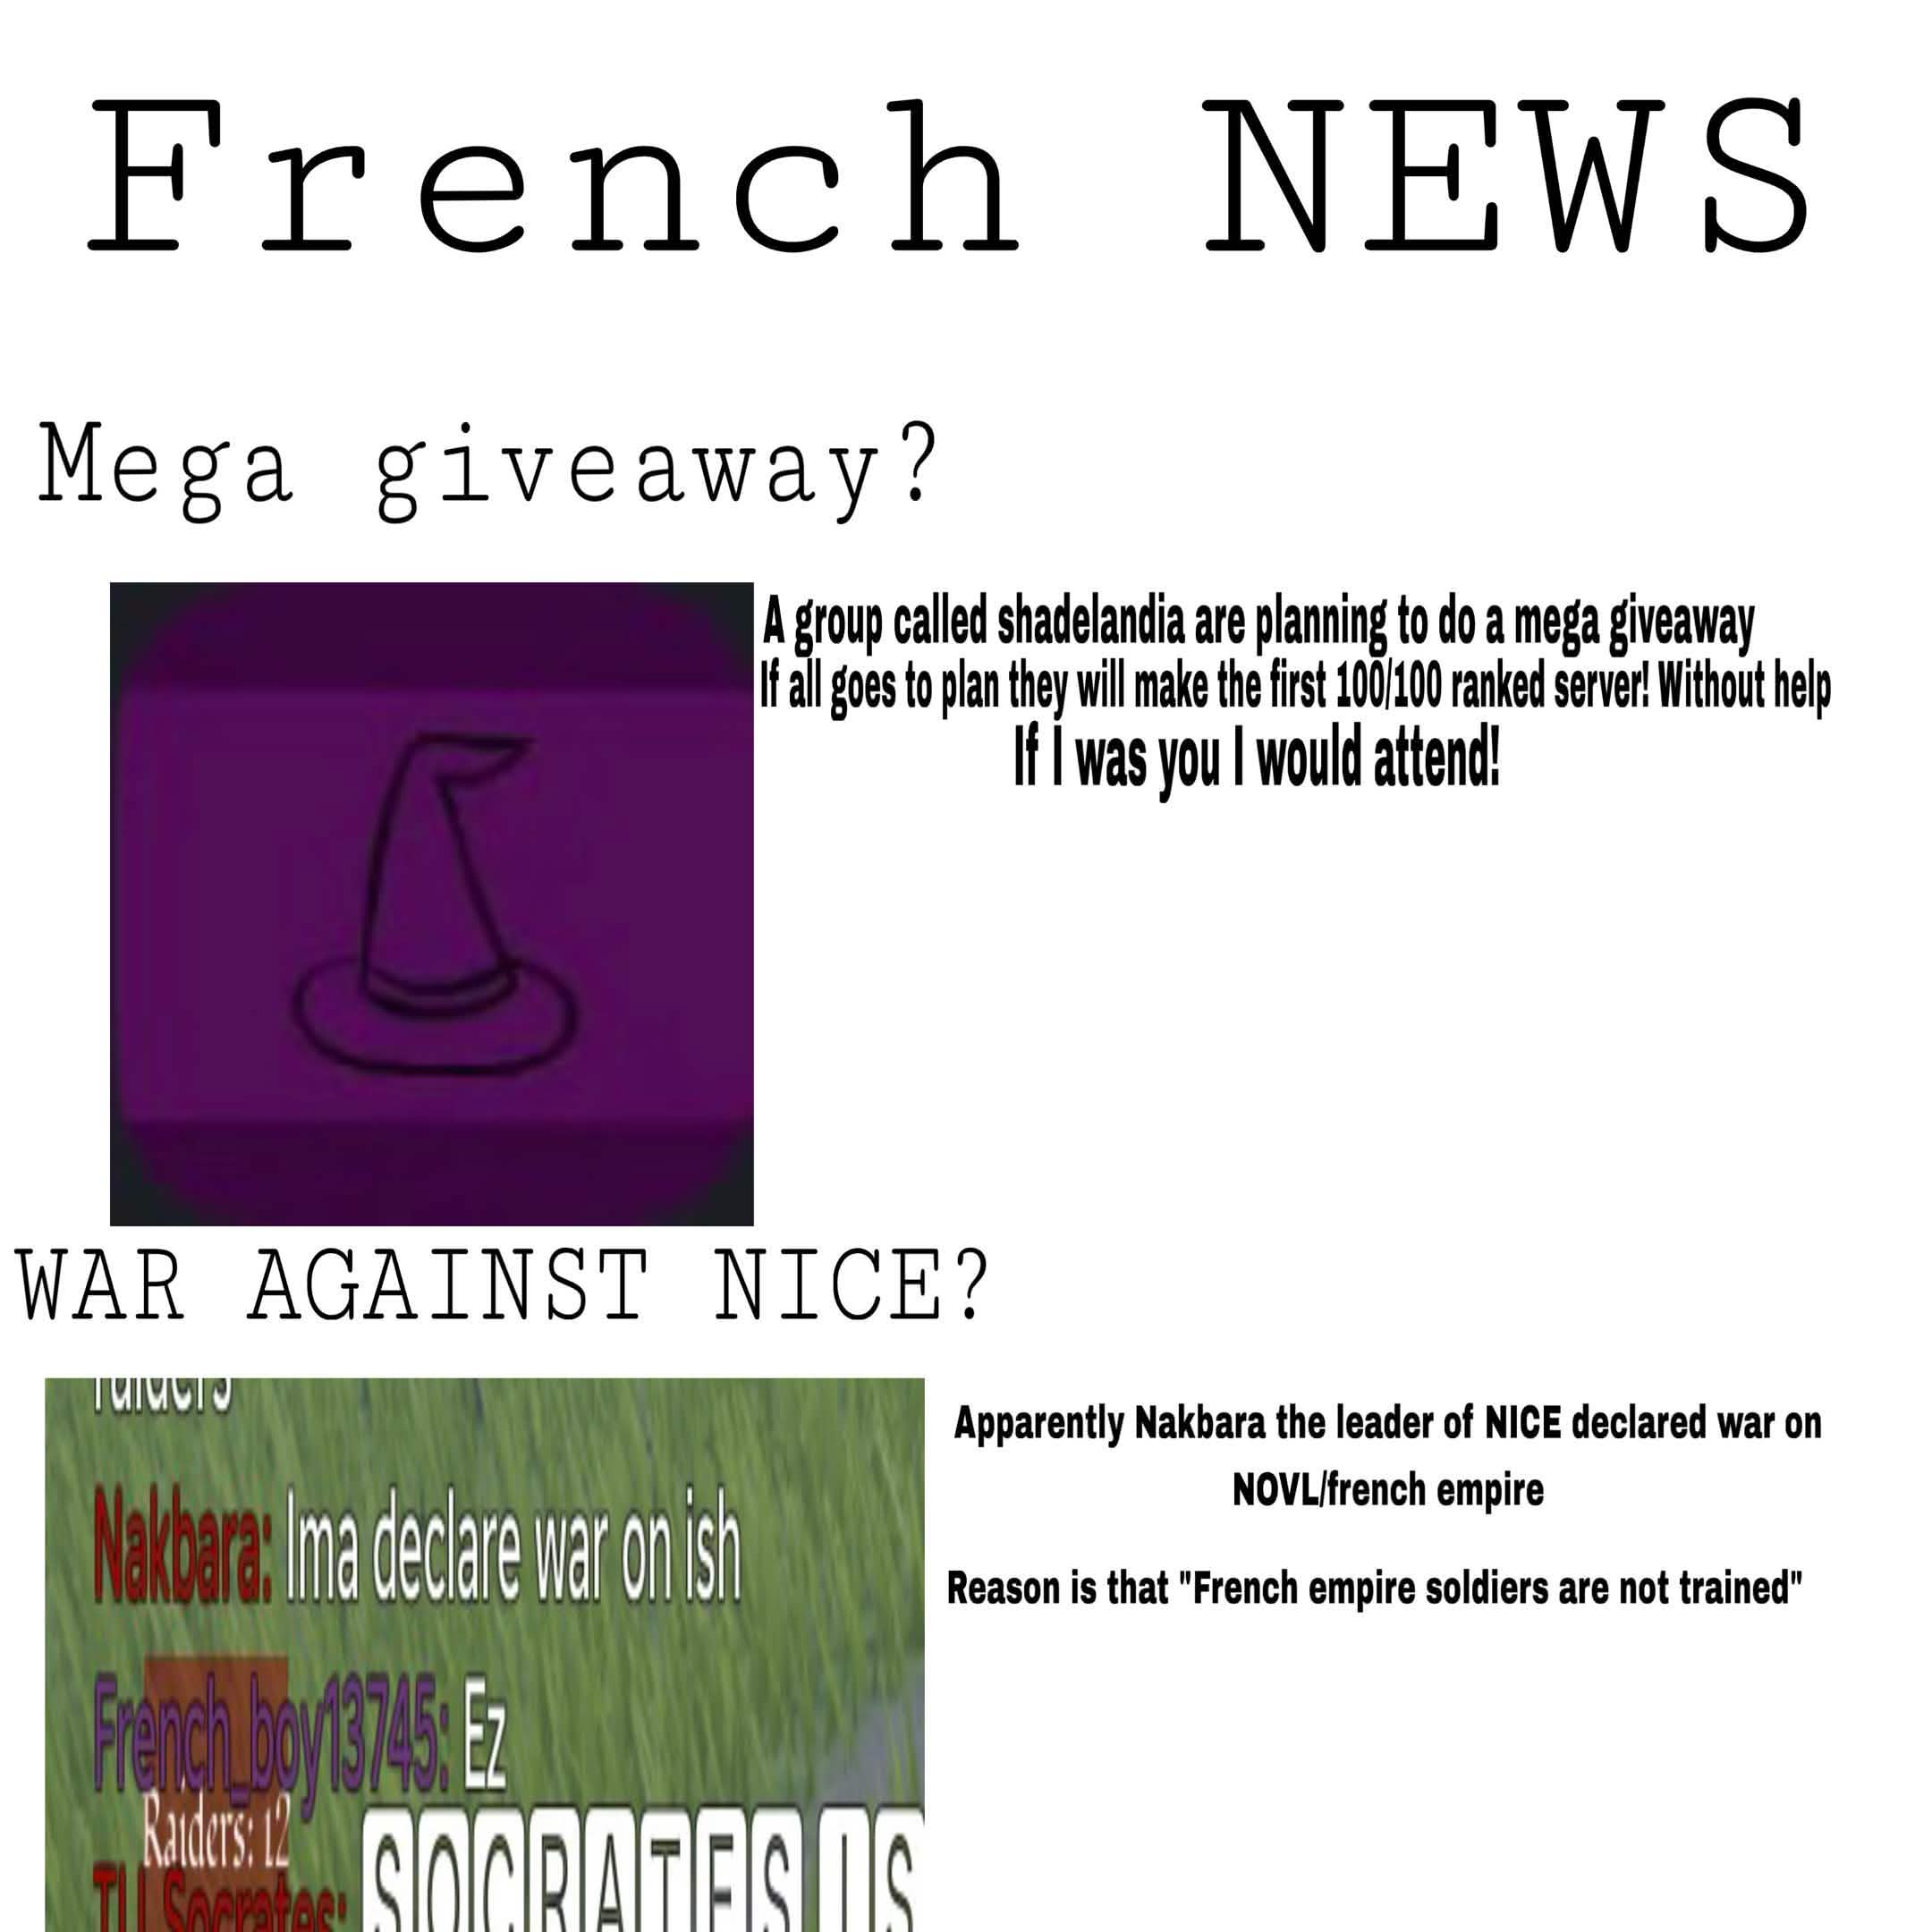 French NEWS
Mega giveaway?
A group called shadelandia are planning to do a mega giveaway
If all goes to plan they will make the first 100/100 ranked server! Without help
If I was you I would attend!
WAR AGAINST NICE?
raiders
Nakbara: Ima declare war on ish
French_boy13745: Ez
Raiders: 12
Socrates: SOCRATES IS
Apparently Nakbara the leader of NICE declared war on
NOVL/french empire
Reason is that "French empire soldiers are not trained"